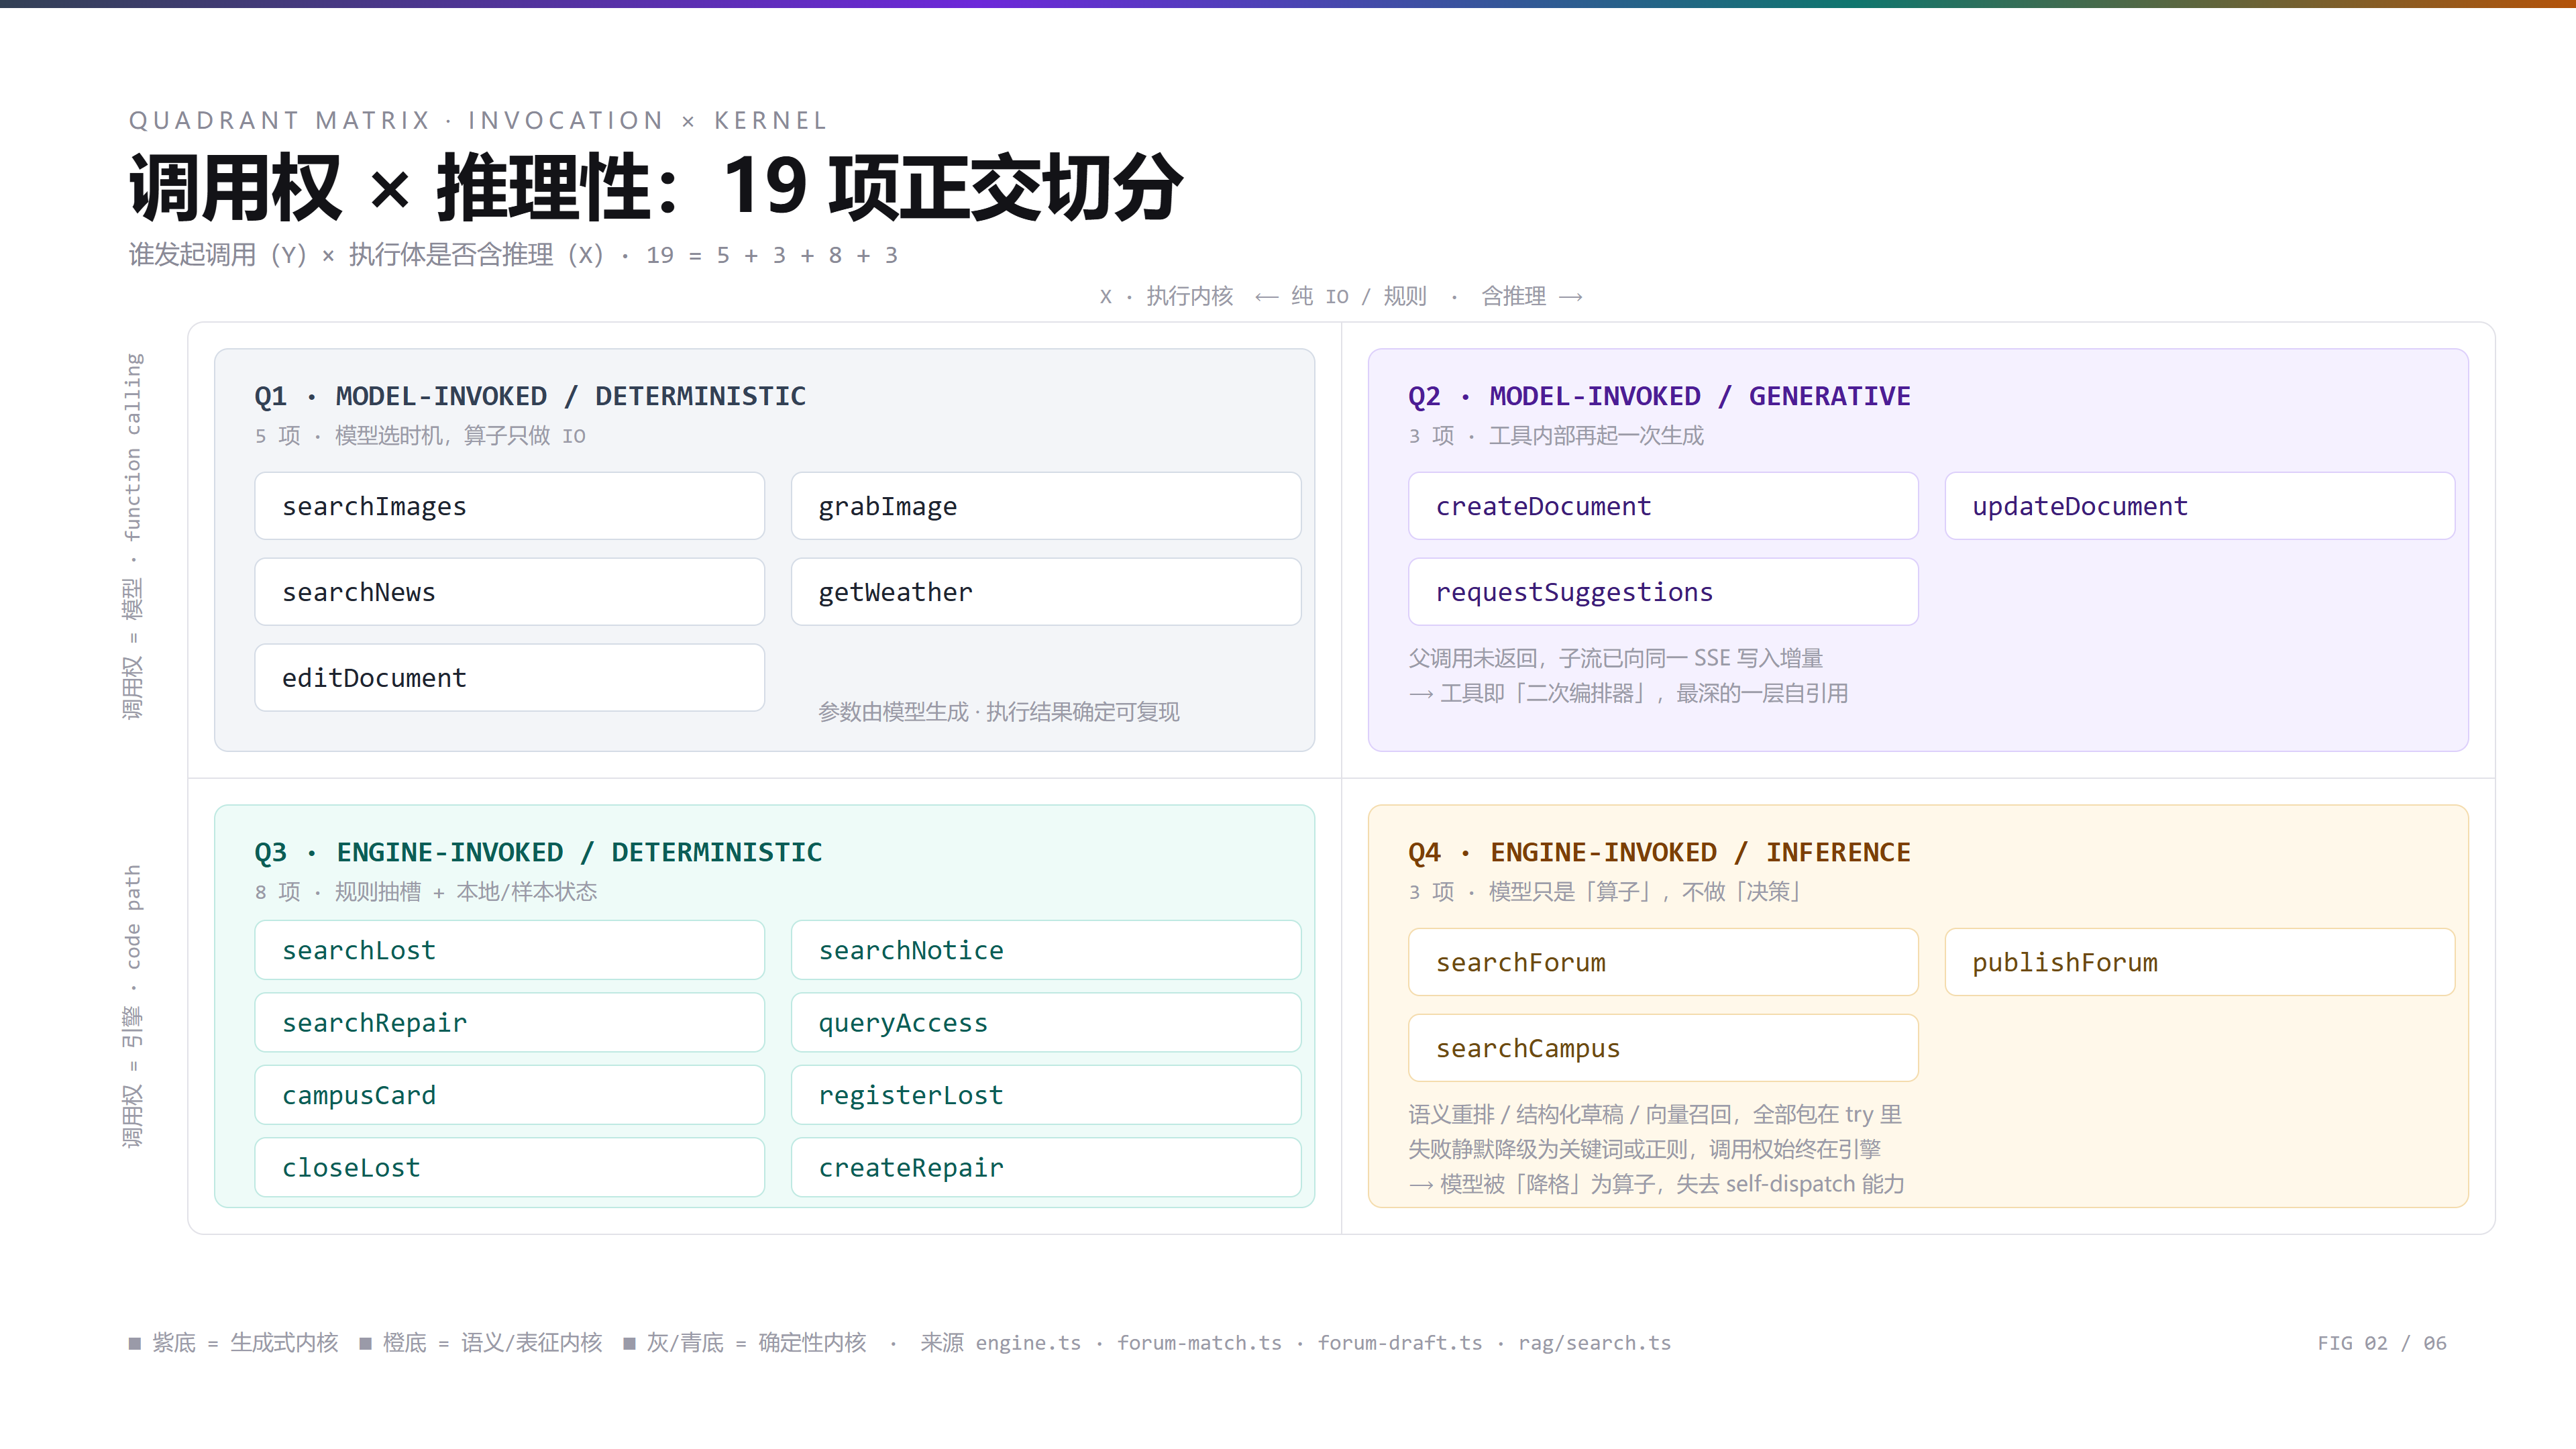 QUADRANT MATRIX · INVOCATION × KERNEL
调用权 × 推理性：19 项正交切分
谁发起调用（Y）× 执行体是否含推理（X）· 19 = 5 + 3 + 8 + 3
X · 执行内核 ⟵ 纯 IO / 规则 · 含推理 ⟶
调用权 = 模型 · function calling
Q1 · MODEL-INVOKED / DETERMINISTIC
5 项 · 模型选时机，算子只做 IO
searchImages
grabImage
searchNews
getWeather
editDocument
参数由模型生成 · 执行结果确定可复现
Q2 · MODEL-INVOKED / GENERATIVE
3 项 · 工具内部再起一次生成
createDocument
updateDocument
requestSuggestions
父调用未返回，子流已向同一 SSE 写入增量
⟶ 工具即「二次编排器」，最深的一层自引用
调用权 = 引擎 · code path
Q3 · ENGINE-INVOKED / DETERMINISTIC
8 项 · 规则抽槽 + 本地/样本状态
searchLost
searchNotice
searchRepair
queryAccess
campusCard
registerLost
closeLost
createRepair
Q4 · ENGINE-INVOKED / INFERENCE
3 项 · 模型只是「算子」，不做「决策」
searchForum
publishForum
searchCampus
语义重排 / 结构化草稿 / 向量召回，全部包在 try 里
失败静默降级为关键词或正则，调用权始终在引擎
⟶ 模型被「降格」为算子，失去 self-dispatch 能力
■ 紫底 = 生成式内核 ■ 橙底 = 语义/表征内核 ■ 灰/青底 = 确定性内核 · 来源 engine.ts · forum-match.ts · forum-draft.ts · rag/search.ts
FIG 02 / 06